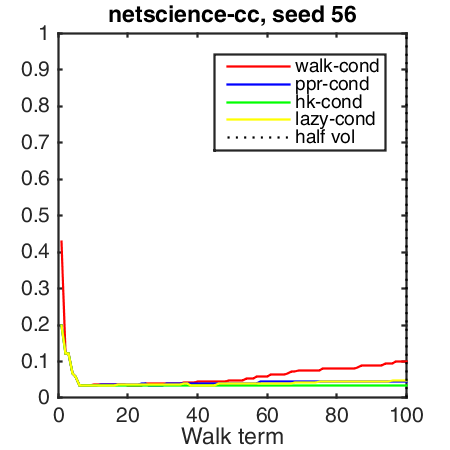 netscience-cc, seed 56
1
0.9
0.8
0.7
0.6
0.5
0.4
0.3
0.2
0.1
0
walk-cond
ppr-cond
hk-cond
lazy-cond
half vol
0 20 40 60 80 100
Walk term